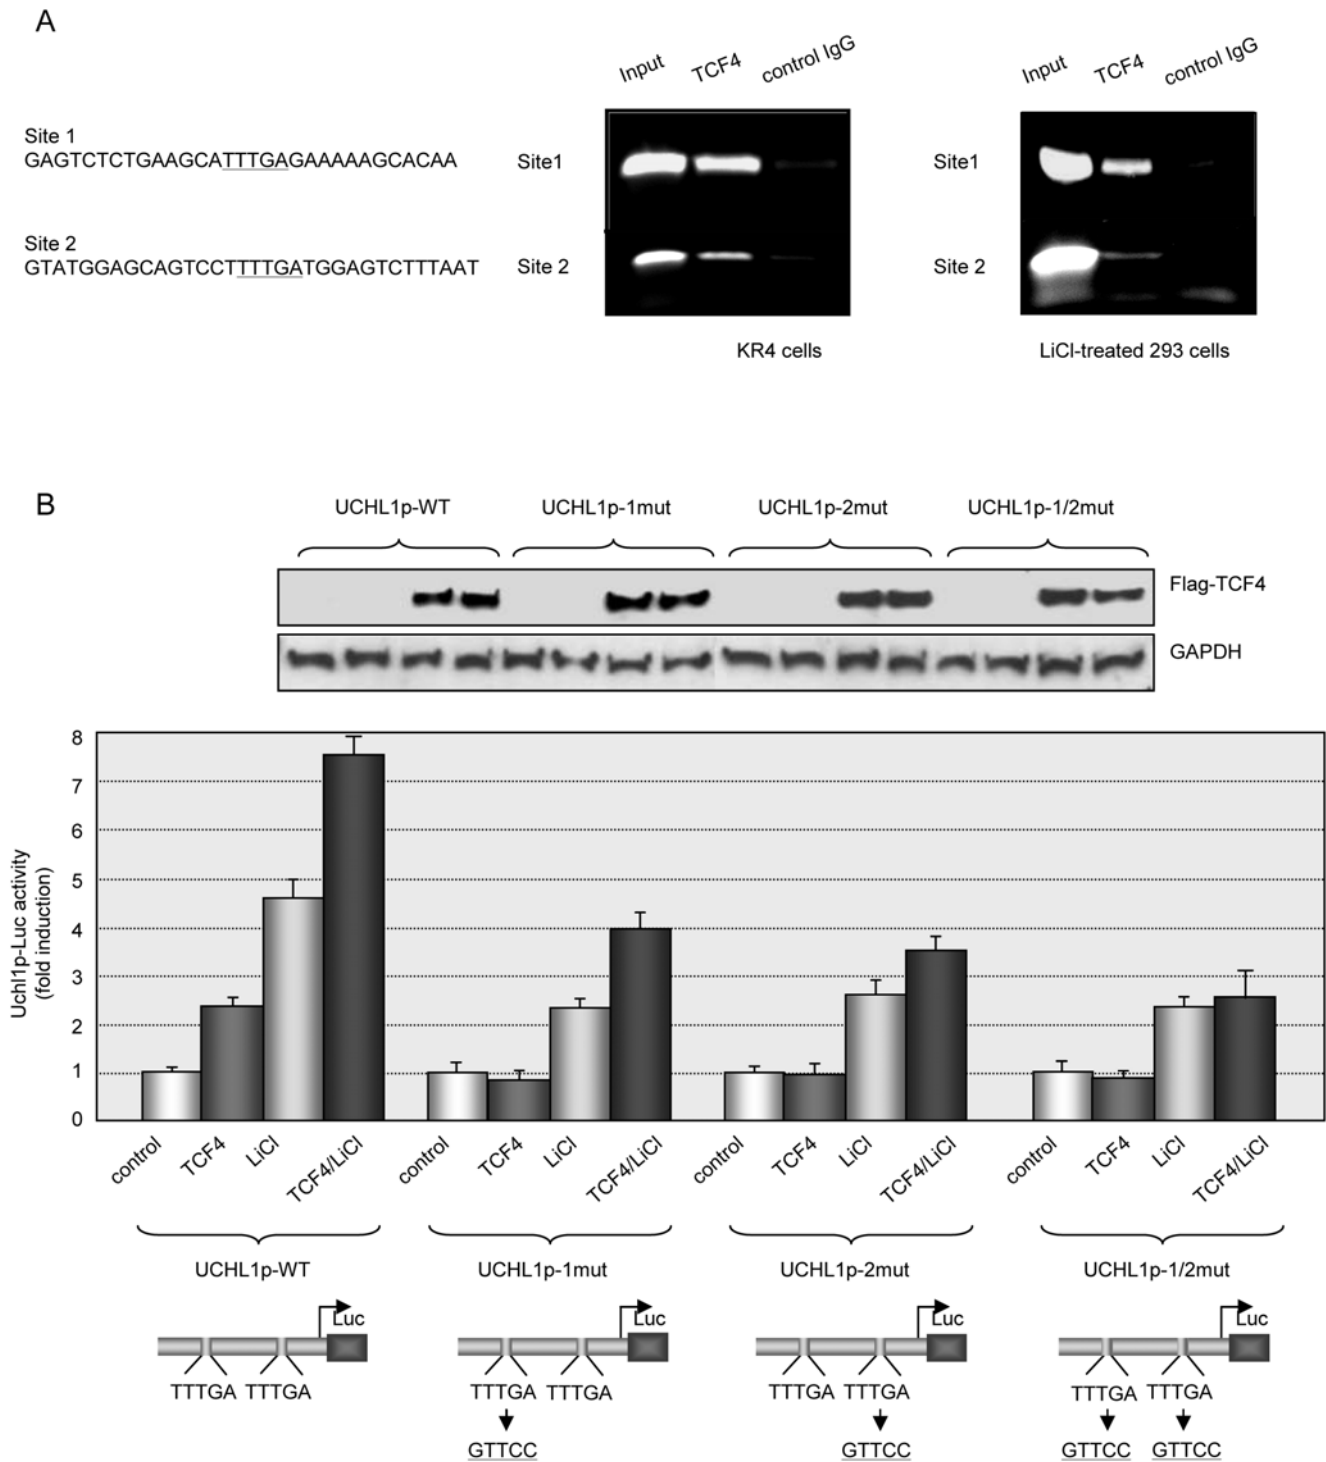 A
Input TCF4 control IgG
Input TCF4 control IgG
Site 1
GAGTCTCTGAAGCATTTGAGAAAAAGCACAA
Site1
Site1
Site 2
GTATGGAGCAGTCCTTTTGATGGAGTCTTTAAT
Site 2
Site 2
KR4 cells
LiCl-treated 293 cells
B
UCHL1p-WT UCHL1p-1mut UCHL1p-2mut UCHL1p-1/2mut
Flag-TCF4
GAPDH
Uchl1p-Luc activity
(fold induction)
8
7
6
5
4
3
2
1
0
control TCF4 LiCl TCF4/LiCl control TCF4 LiCl TCF4/LiCl control TCF4 LiCl TCF4/LiCl control TCF4 LiCl TCF4/LiCl
UCHL1p-WT UCHL1p-1mut UCHL1p-2mut UCHL1p-1/2mut
Luc Luc Luc Luc
TTTGA TTTGA TTTGA TTTGA TTTGA TTTGA TTTGA TTTGA
GTTCC GTTCC GTTCC GTTCC